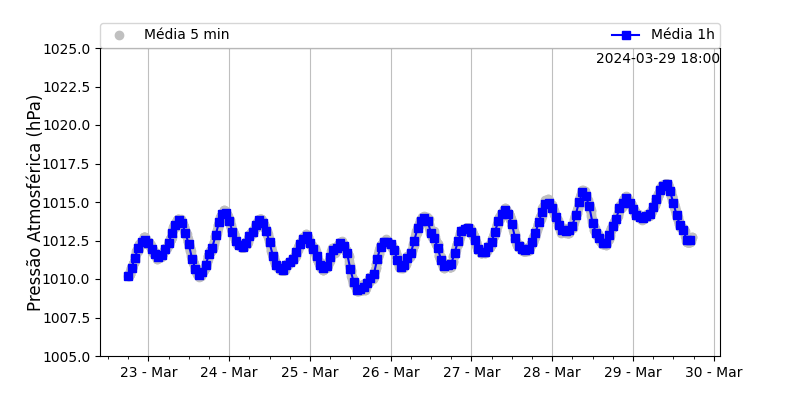 Média 5 min
Média 1h
2024-03-29 18:00
Pressão Atmosférica (hPa)
1025.0
1022.5
1020.0
1017.5
1015.0
1012.5
1010.0
1007.5
1005.0
23 - Mar
24 - Mar
25 - Mar
26 - Mar
27 - Mar
28 - Mar
29 - Mar
30 - Mar